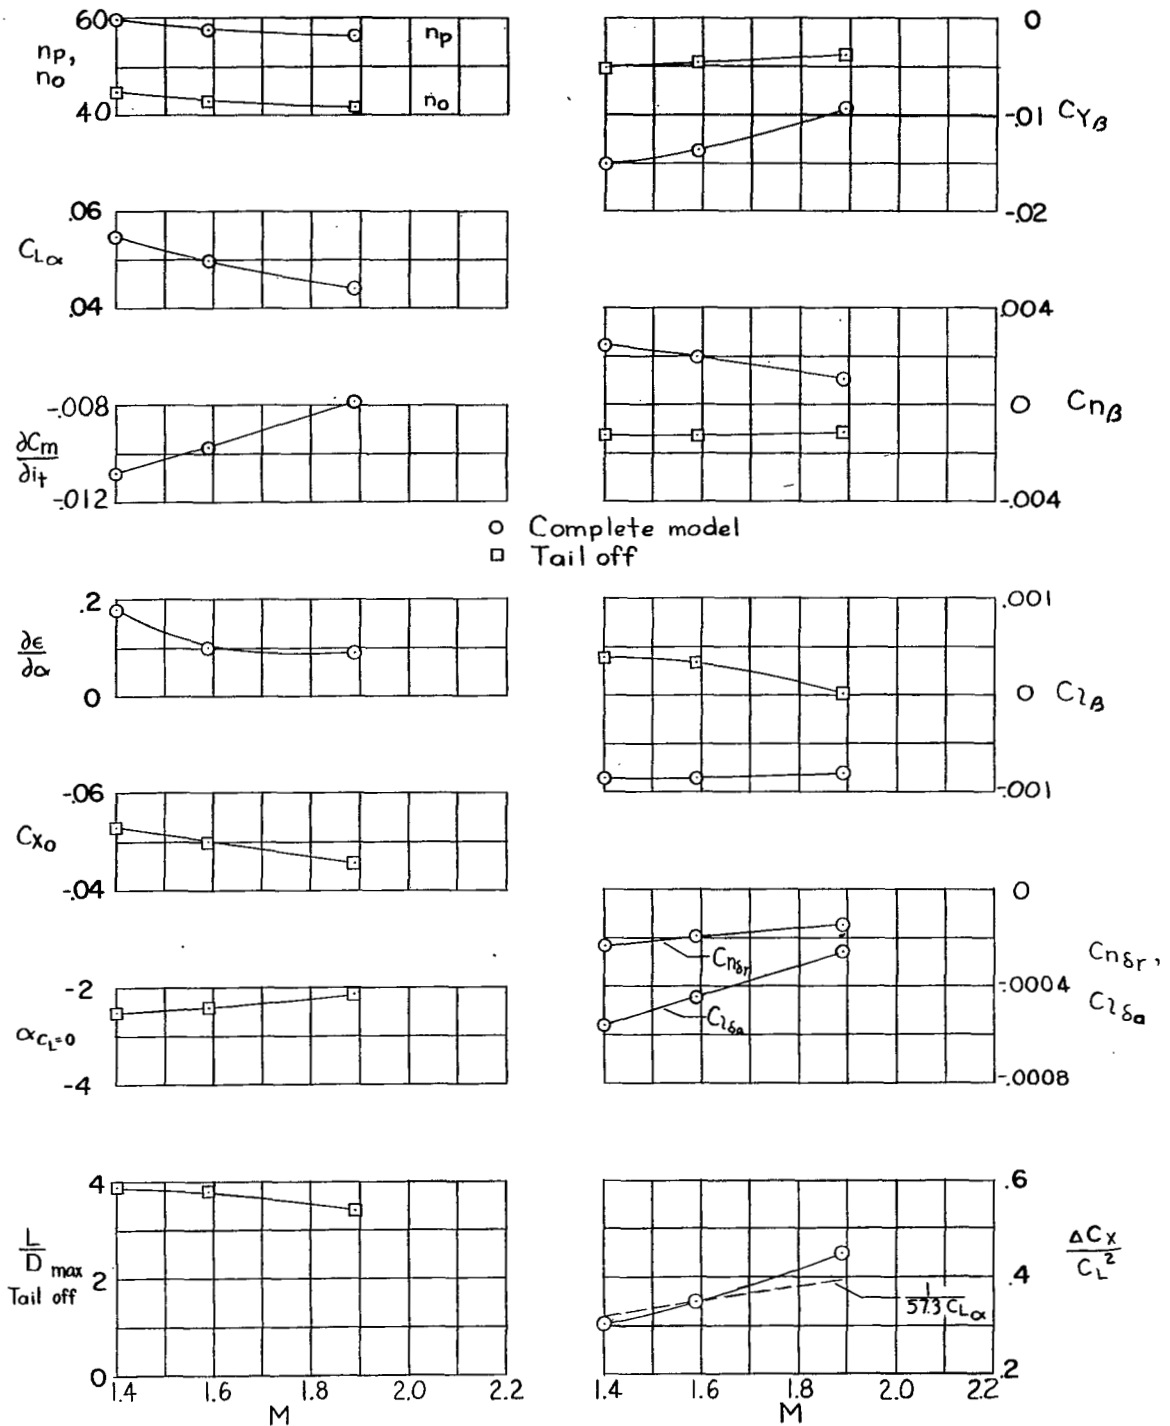 60
np,
no
40
np
no
.06
CLα
.04
-.008
∂Cm
∂it
-.012
.2
∂ϵ
∂α
0
-.06
Cxo
-.04
-2
αCL=0
-4
4
L
D max
2
Tail off
0
1.4 1.6 1.8 2.0 2.2
M
○ Complete model
□ Tail off
0
-.01 CYβ
-.02
.004
0 Cnβ
-.004
.001
0 Clβ
-.001
0
Cnδr
Cnδr,
-.0004
Clδa
Clδa
-.0008
.6
ΔCx
CL²
.4
1
57.3 CLα
.2
1.4 1.6 1.8 2.0 2.2
M